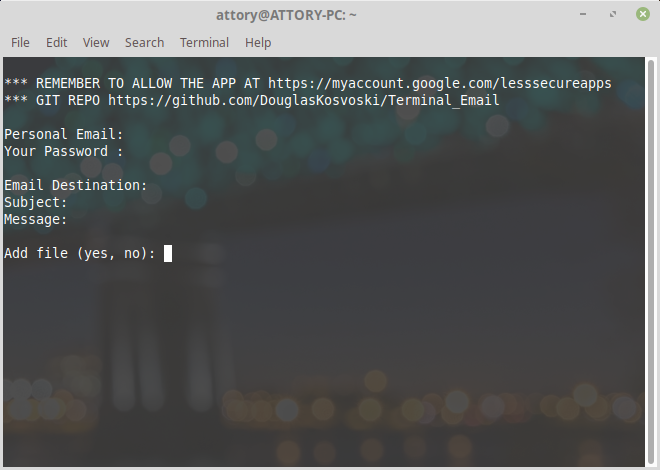 attory@ATTORY-PC: ~
File Edit View Search Terminal Help
*** REMEMBER TO ALLOW THE APP AT https://myaccount.google.com/lesssecureapps
*** GIT REPO https://github.com/DouglasKosvoski/Terminal_Email
Personal Email:
Your Password :
Email Destination:
Subject:
Message:
Add file (yes, no):